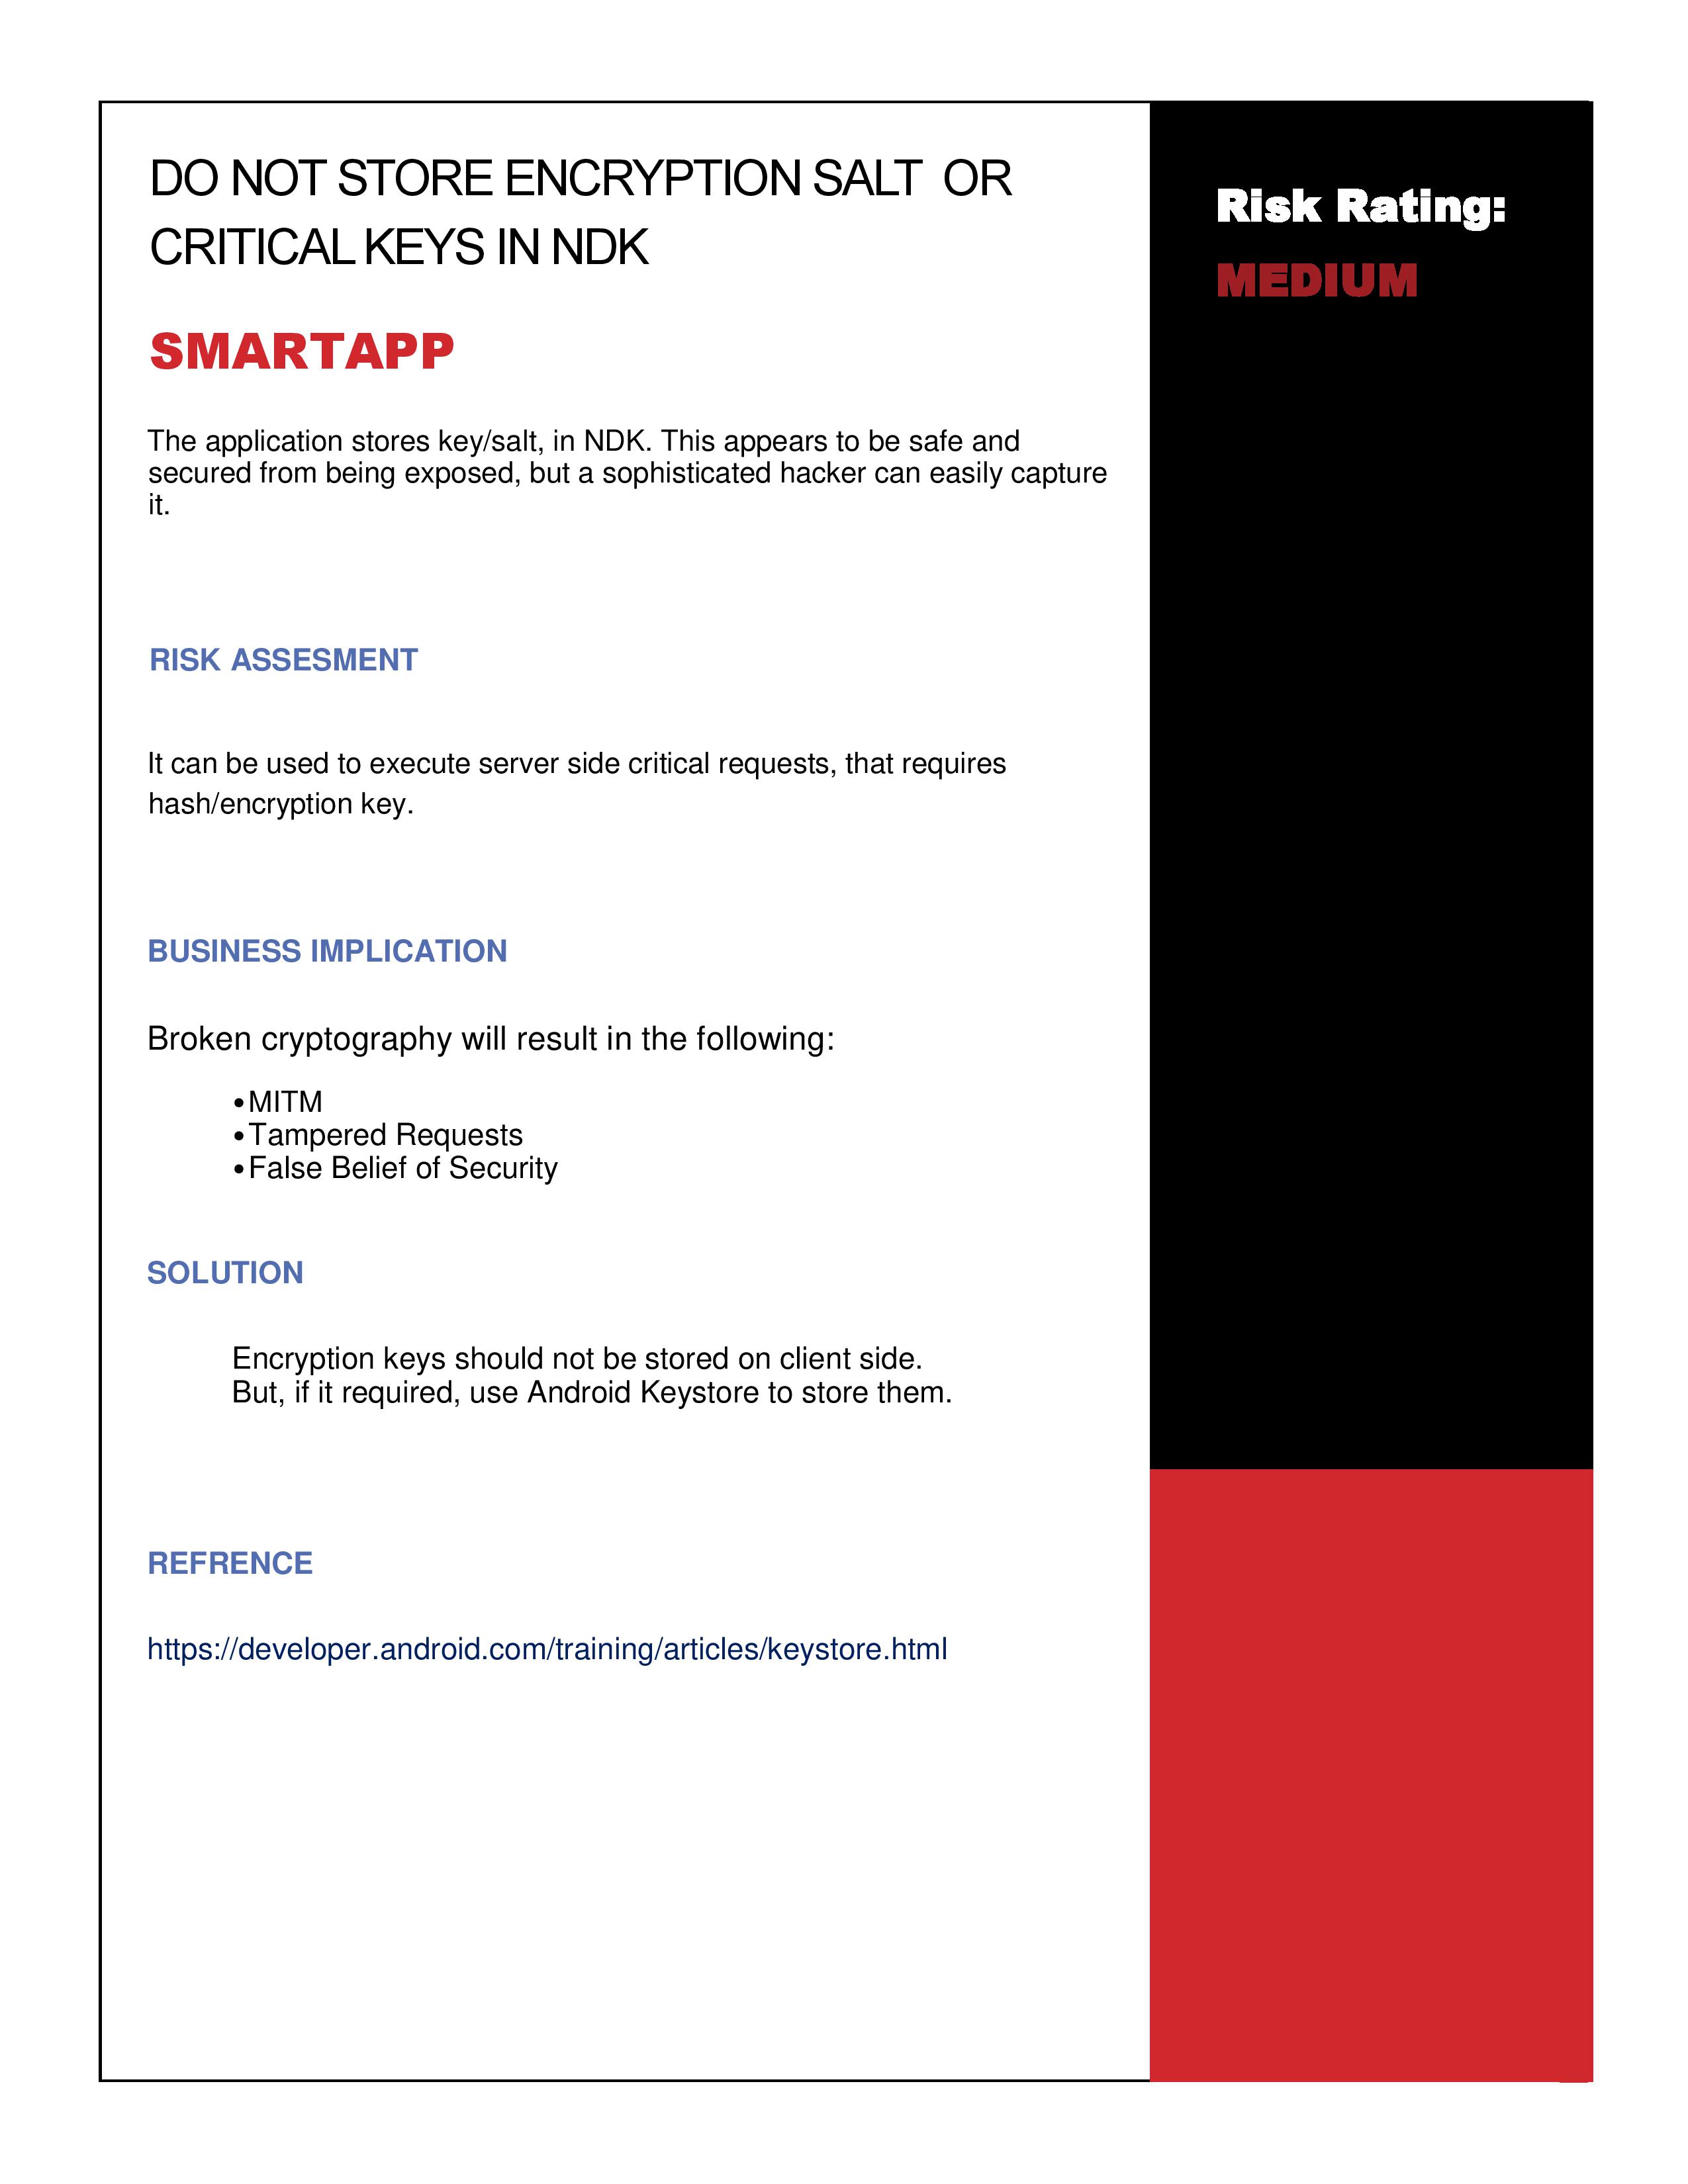 DO NOT STORE ENCRYPTION SALT OR
CRITICAL KEYS IN NDK
SMARTAPP
The application stores key/salt, in NDK. This appears to be safe and
secured from being exposed, but a sophisticated hacker can easily capture
it.
RISK ASSESMENT
It can be used to execute server side critical requests, that requires
hash/encryption key.
BUSINESS IMPLICATION
Broken cryptography will result in the following:
•MITM
•Tampered Requests
•False Belief of Security
SOLUTION
Encryption keys should not be stored on client side.
But, if it required, use Android Keystore to store them.
REFRENCE
https://developer.android.com/training/articles/keystore.html
Risk Rating:
MEDIUM